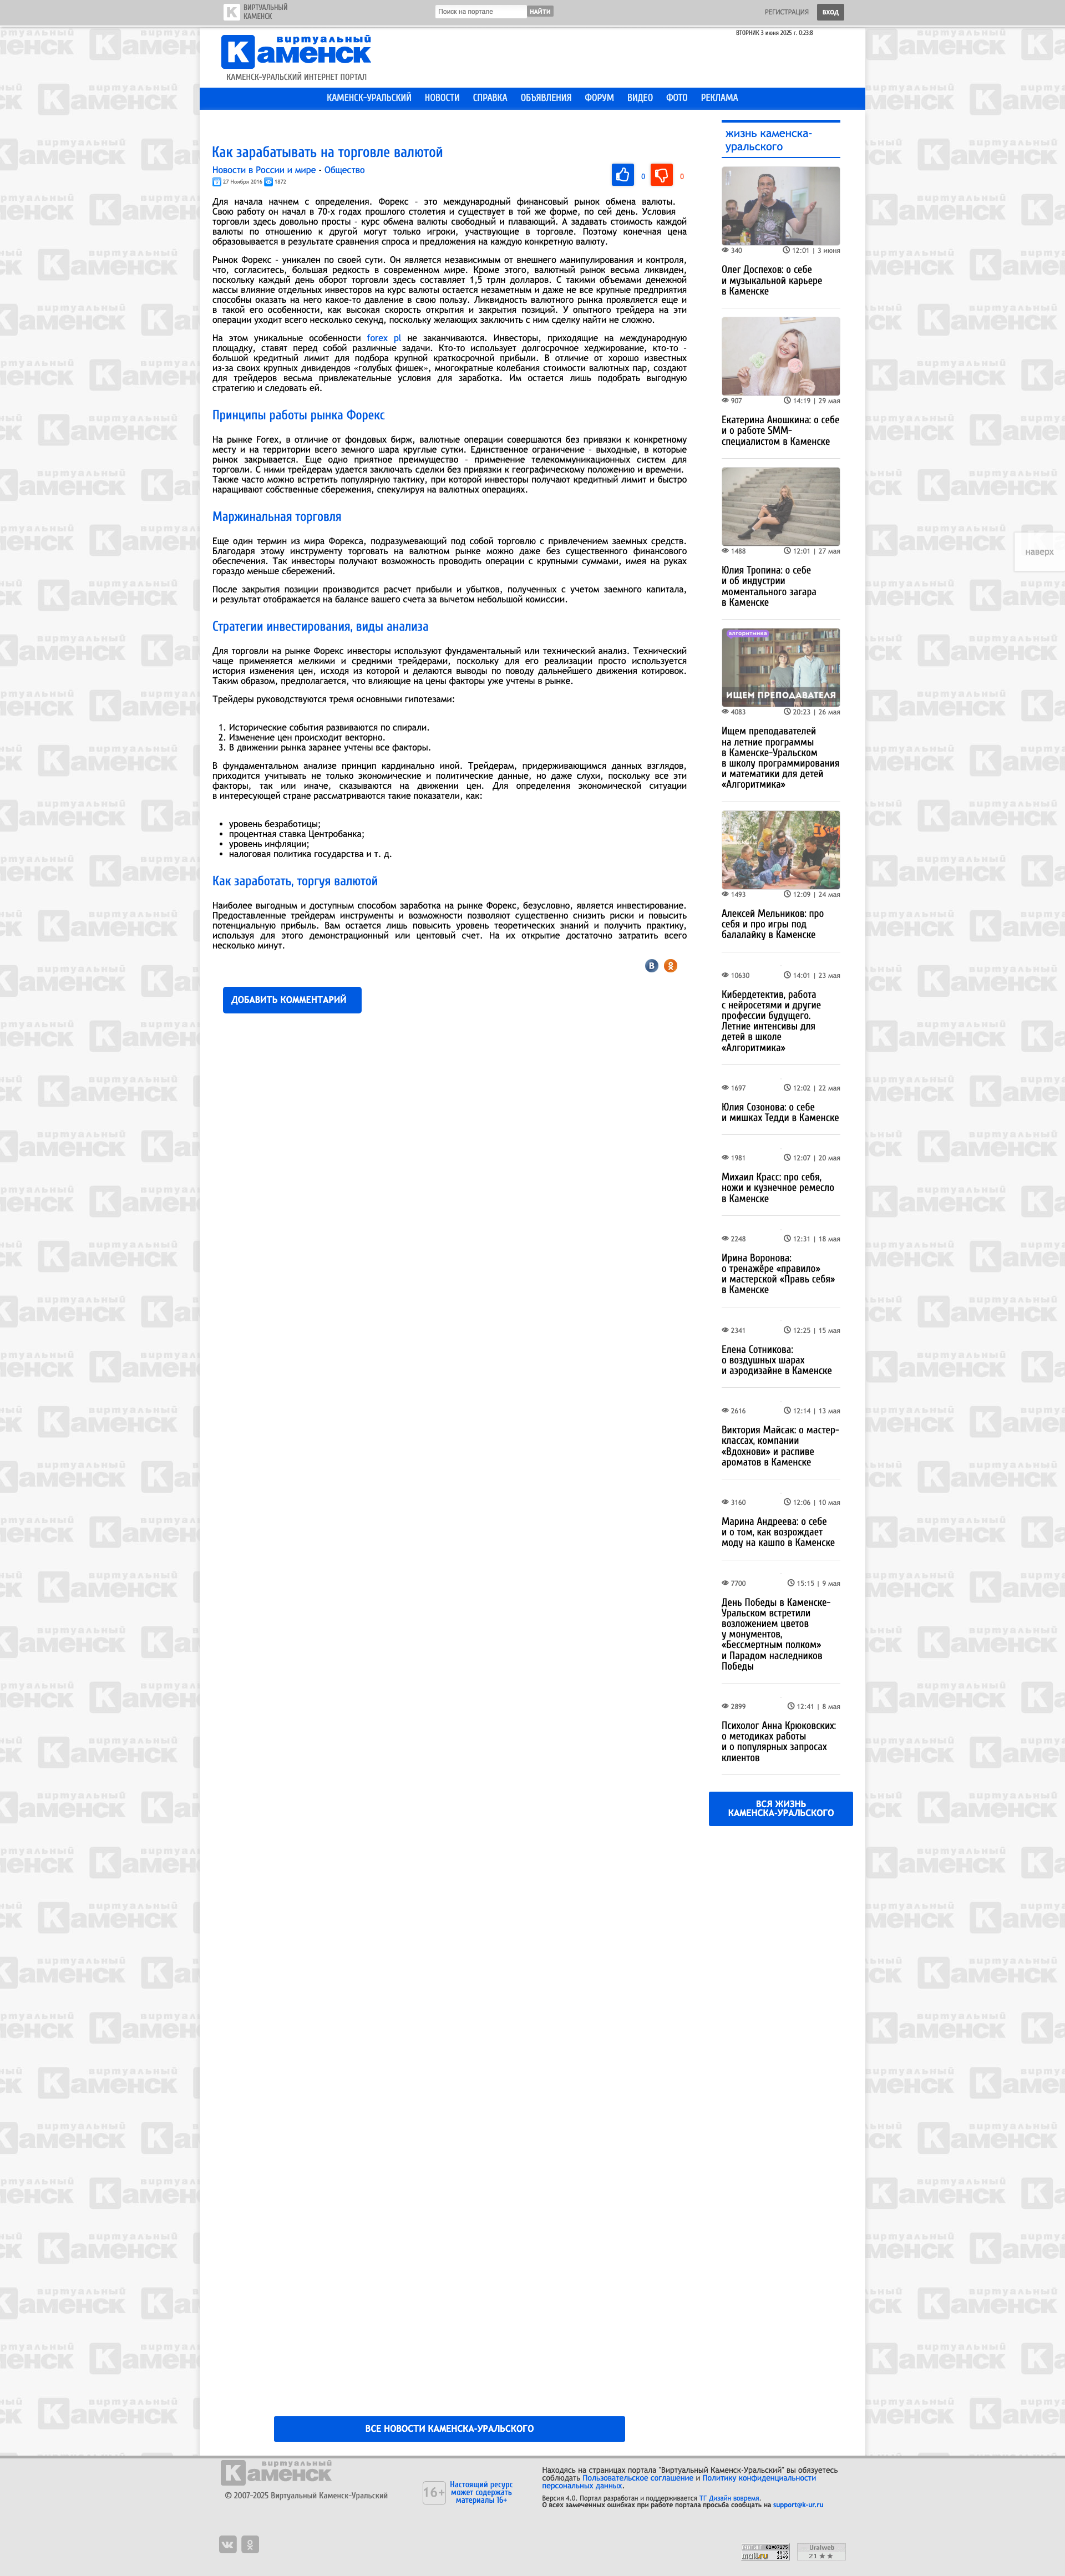 ВИРТУАЛЬНЫЙ
КАМЕНСК
Поиск на портале
НАЙТИ
РЕГИСТРАЦИЯ
ВХОД
ВТОРНИК 3 июня 2025 г. 0:23:8
виртуальный
Каменск
КАМЕНСК-УРАЛЬСКИЙ ИНТЕРНЕТ ПОРТАЛ
КАМЕНСК-УРАЛЬСКИЙ НОВОСТИ СПРАВКА ОБЪЯВЛЕНИЯ ФОРУМ ВИДЕО ФОТО РЕКЛАМА
Как зарабатывать на торговле валютой
Новости в России и мире - Общество
27 Ноября 2016 1872
0 0
Для начала начнем с определения. Форекс – это международный финансовый рынок обмена валюты.
Свою работу он начал в 70-х годах прошлого столетия и существует в той же форме, по сей день. Условия
торговли здесь довольно просты – курс обмена валюты свободный и плавающий. А задавать стоимость каждой
валюты по отношению к другой могут только игроки, участвующие в торговле. Поэтому конечная цена
образовывается в результате сравнения спроса и предложения на каждую конкретную валюту.
Рынок Форекс – уникален по своей сути. Он является независимым от внешнего манипулирования и контроля,
что, согласитесь, большая редкость в современном мире. Кроме этого, валютный рынок весьма ликвиден,
поскольку каждый день оборот торговли здесь составляет 1,5 трлн долларов. С такими объемами денежной
массы влияние отдельных инвесторов на курс валюты остается незаметным и даже не все крупные предприятия
способны оказать на него какое-то давление в свою пользу. Ликвидность валютного рынка проявляется еще и
в такой его особенности, как высокая скорость открытия и закрытия позиций. У опытного трейдера на эти
операции уходит всего несколько секунд, поскольку желающих заключить с ним сделку найти не сложно.
На этом уникальные особенности forex pl не заканчиваются. Инвесторы, приходящие на международную
площадку, ставят перед собой различные задачи. Кто-то использует долгосрочное хеджирование, кто-то –
большой кредитный лимит для подбора крупной краткосрочной прибыли. В отличие от хорошо известных
из-за своих крупных дивидендов «голубых фишек», многократные колебания стоимости валютных пар, создают
для трейдеров весьма привлекательные условия для заработка. Им остается лишь подобрать выгодную
стратегию и следовать ей.
Принципы работы рынка Форекс
На рынке Forex, в отличие от фондовых бирж, валютные операции совершаются без привязки к конкретному
месту и на территории всего земного шара круглые сутки. Единственное ограничение – выходные, в которые
рынок закрывается. Еще одно приятное преимущество – применение телекоммуникационных систем для
торговли. С ними трейдерам удается заключать сделки без привязки к географическому положению и времени.
Также часто можно встретить популярную тактику, при которой инвесторы получают кредитный лимит и быстро
наращивают собственные сбережения, спекулируя на валютных операциях.
Маржинальная торговля
Еще один термин из мира Форекса, подразумевающий под собой торговлю с привлечением заемных средств.
Благодаря этому инструменту торговать на валютном рынке можно даже без существенного финансового
обеспечения. Так инвесторы получают возможность проводить операции с крупными суммами, имея на руках
гораздо меньше сбережений.
После закрытия позиции производится расчет прибыли и убытков, полученных с учетом заемного капитала,
и результат отображается на балансе вашего счета за вычетом небольшой комиссии.
Стратегии инвестирования, виды анализа
Для торговли на рынке Форекс инвесторы используют фундаментальный или технический анализ. Технический
чаще применяется мелкими и средними трейдерами, поскольку для его реализации просто используется
история изменения цен, исходя из которой и делаются выводы по поводу дальнейшего движения котировок.
Таким образом, предполагается, что влияющие на цены факторы уже учтены в рынке.
Трейдеры руководствуются тремя основными гипотезами:
1. Исторические события развиваются по спирали.
2. Изменение цен происходит векторно.
3. В движении рынка заранее учтены все факторы.
В фундаментальном анализе принцип кардинально иной. Трейдерам, придерживающимся данных взглядов,
приходится учитывать не только экономические и политические данные, но даже слухи, поскольку все эти
факторы, так или иначе, сказываются на движении цен. Для определения экономической ситуации
в интересующей стране рассматриваются такие показатели, как:
• уровень безработицы;
• процентная ставка Центробанка;
• уровень инфляции;
• налоговая политика государства и т. д.
Как заработать, торгуя валютой
Наиболее выгодным и доступным способом заработка на рынке Форекс, безусловно, является инвестирование.
Предоставленные трейдерам инструменты и возможности позволяют существенно снизить риски и повысить
потенциальную прибыль. Вам остается лишь повысить уровень теоретических знаний и получить практику,
используя для этого демонстрационный или центовый счет. На их открытие достаточно затратить всего
несколько минут.
ДОБАВИТЬ КОММЕНТАРИЙ
жизнь каменска-
уральского
340 12:01 | 3 июня
Олег Доспехов: о себе
и музыкальной карьере
в Каменске
907 14:19 | 29 мая
Екатерина Аношкина: о себе
и о работе SMM-
специалистом в Каменске
1488 12:01 | 27 мая
Юлия Тропина: о себе
и об индустрии
моментального загара
в Каменске
алгоритмика
ИЩЕМ ПРЕПОДАВАТЕЛЯ
4083 20:23 | 26 мая
Ищем преподавателей
на летние программы
в Каменске-Уральском
в школу программирования
и математики для детей
«Алгоритмика»
1493 12:09 | 24 мая
Алексей Мельников: про
себя и про игры под
балалайку в Каменске
10630 14:01 | 23 мая
Кибердетектив, работа
с нейросетями и другие
профессии будущего.
Летние интенсивы для
детей в школе
«Алгоритмика»
1697 12:02 | 22 мая
Юлия Созонова: о себе
и мишках Тедди в Каменске
1981 12:07 | 20 мая
Михаил Красс: про себя,
ножи и кузнечное ремесло
в Каменске
2248 12:31 | 18 мая
Ирина Воронова:
о тренажёре «правило»
и мастерской «Правь себя»
в Каменске
2341 12:25 | 15 мая
Елена Сотникова:
о воздушных шарах
и аэродизайне в Каменске
2616 12:14 | 13 мая
Виктория Майсак: о мастер-
классах, компании
«Вдохнови» и распиве
ароматов в Каменске
3160 12:06 | 10 мая
Марина Андреева: о себе
и о том, как возрождает
моду на кашпо в Каменске
7700 15:15 | 9 мая
День Победы в Каменске-
Уральском встретили
возложением цветов
у монументов,
«Бессмертным полком»
и Парадом наследников
Победы
2899 12:41 | 8 мая
Психолог Анна Крюковских:
о методиках работы
и о популярных запросах
клиентов
ВСЯ ЖИЗНЬ
КАМЕНСКА-УРАЛЬСКОГО
наверх
ВСЕ НОВОСТИ КАМЕНСКА-УРАЛЬСКОГО
виртуальный
Каменск
© 2007-2025 Виртуальный Каменск-Уральский
16+
Настоящий ресурс
может содержать
материалы 16+
Находясь на страницах портала "Виртуальный Каменск-Уральский" вы обязуетесь
соблюдать Пользовательское соглашение и Политику конфиденциальности
персональных данных.
Версия 4.0. Портал разработан и поддерживается ТГ Дизайн вовремя.
О всех замеченных ошибках при работе портала просьба сообщать на support@k-ur.ru
mail.ru
Uralweb
21